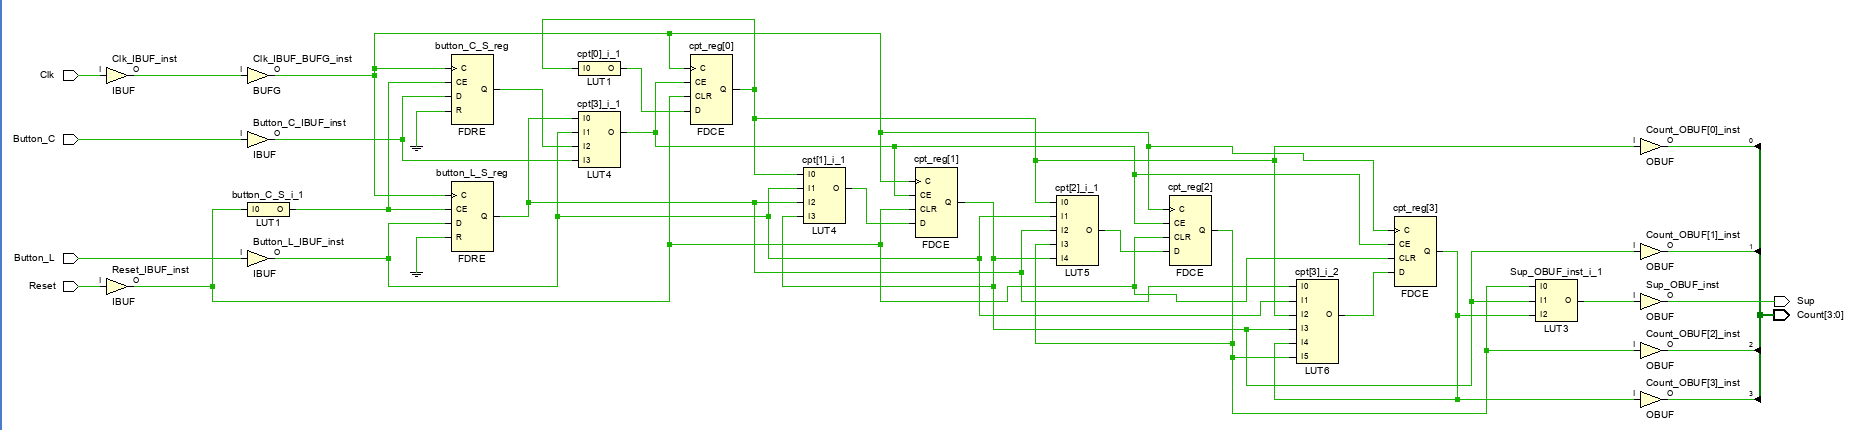 Clk
Clk_IBUF_inst
I
O
IBUF
Clk_IBUF_BUFG_inst
I
O
BUFG
Button_C
Button_C_IBUF_inst
I
O
IBUF
button_C_S_i_1
I0
O
LUT1
Button_L
Button_L_IBUF_inst
I
O
IBUF
Reset
Reset_IBUF_inst
I
O
IBUF
button_C_S_reg
C
CE
D
R
Q
FDRE
button_L_S_reg
C
CE
D
R
Q
FDRE
cpt[0]_i_1
I0
O
LUT1
cpt[3]_i_1
I0
I1
I2
I3
O
LUT4
cpt_reg[0]
C
CE
CLR
D
Q
FDCE
cpt[1]_i_1
I0
I1
I2
I3
O
LUT4
cpt_reg[1]
C
CE
CLR
D
Q
FDCE
cpt[2]_i_1
I0
I1
I2
I3
I4
O
LUT5
cpt_reg[2]
C
CE
CLR
D
Q
FDCE
cpt[3]_i_2
I0
I1
I2
I3
I4
I5
O
LUT6
cpt_reg[3]
C
CE
CLR
D
Q
FDCE
Sup_OBUF_inst_i_1
I0
I1
I2
O
LUT3
Count_OBUF[0]_inst
I
O
0
OBUF
Count_OBUF[1]_inst
I
O
1
OBUF
Sup_OBUF_inst
I
O
OBUF
Sup
Count[3:0]
Count_OBUF[2]_inst
I
O
2
OBUF
Count_OBUF[3]_inst
I
O
3
OBUF